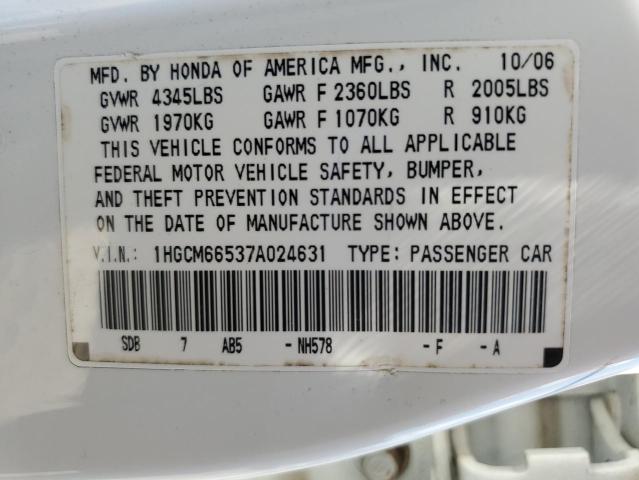 MFD. BY HONDA OF AMERICA MFG., INC. 10/06
GVWR 4345LBS GAWR F 2360LBS R 2005LBS
GVWR 1970KG GAWR F 1070KG R 910KG
THIS VEHICLE CONFORMS TO ALL APPLICABLE
FEDERAL MOTOR VEHICLE SAFETY, BUMPER,
AND THEFT PREVENTION STANDARDS IN EFFECT
ON THE DATE OF MANUFACTURE SHOWN ABOVE.
V.I.N.: 1HGCM66537A024631 TYPE: PASSENGER CAR
SDB 7 AB5 -NH578 -F -A